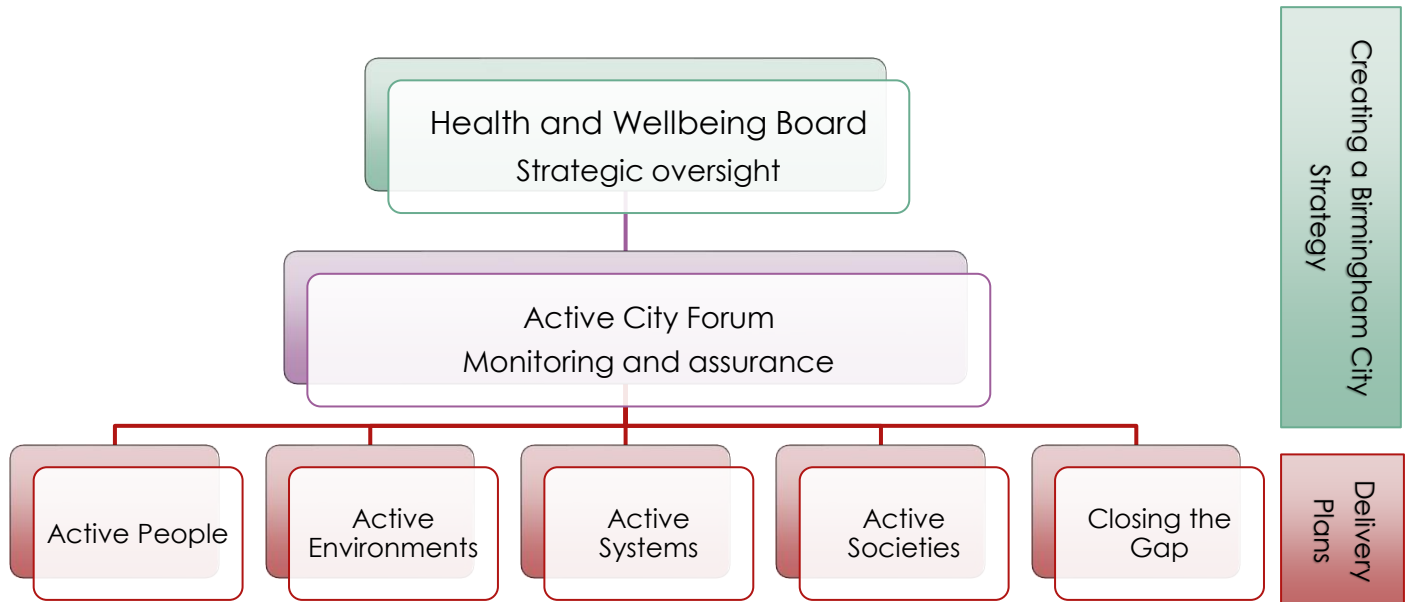 Health and Wellbeing Board
Strategic oversight
Active City Forum
Monitoring and assurance
Active People
Active
Environments
Active
Systems
Active
Societies
Closing the
Gap
Creating a Birmingham City
Strategy
Delivery
Plans